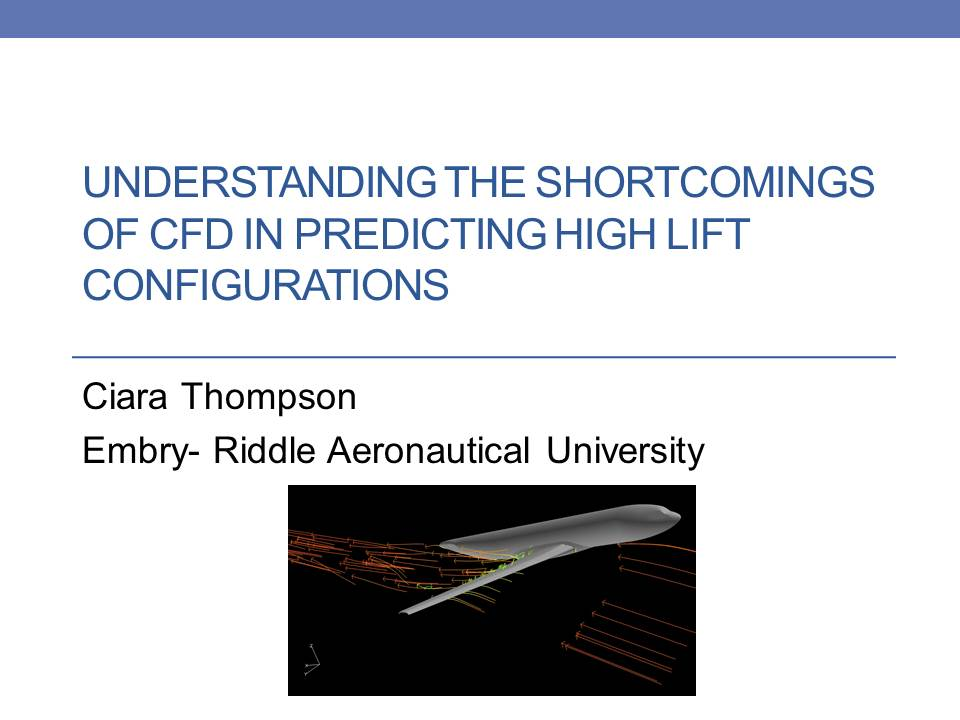 UNDERSTANDING THE SHORTCOMINGS
OF CFD IN PREDICTING HIGH LIFT
CONFIGURATIONS
Ciara Thompson
Embry- Riddle Aeronautical University